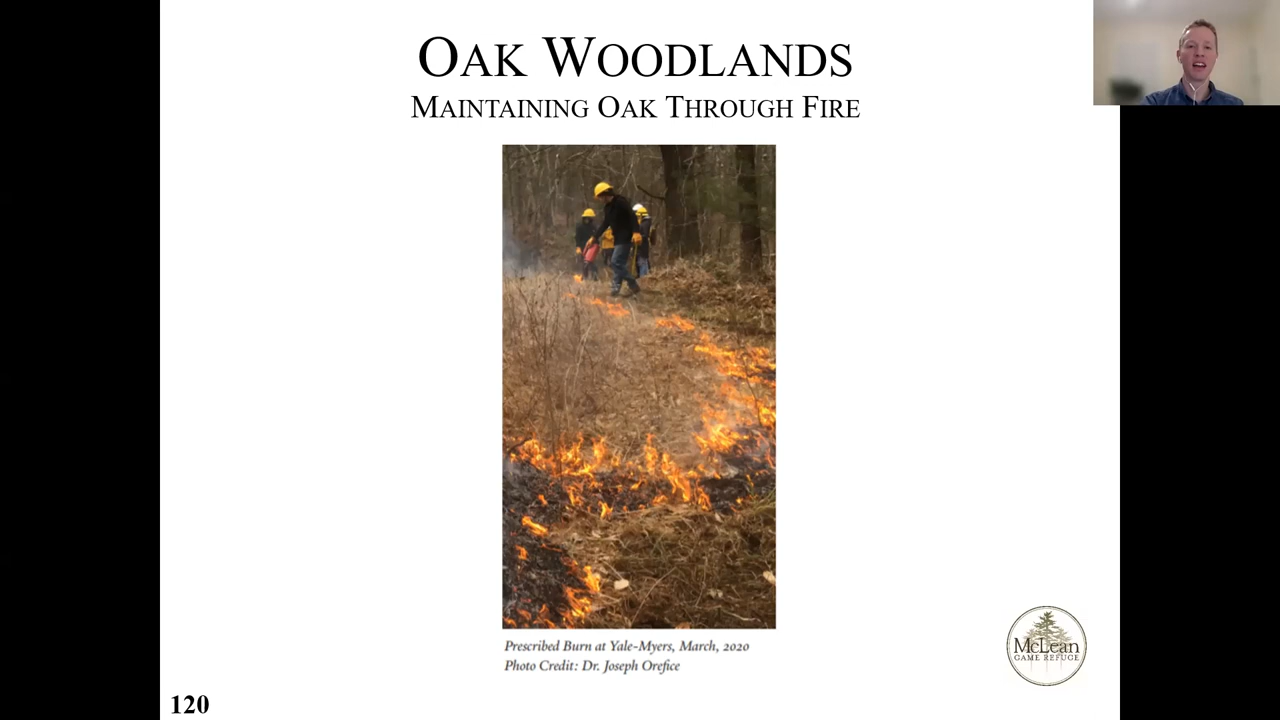 OAK WOODLANDS
MAINTAINING OAK THROUGH FIRE
Prescribed Burn at Yale-Myers, March, 2020
Photo Credit: Dr. Joseph Orefice
McLean
GAME REFUGE
120